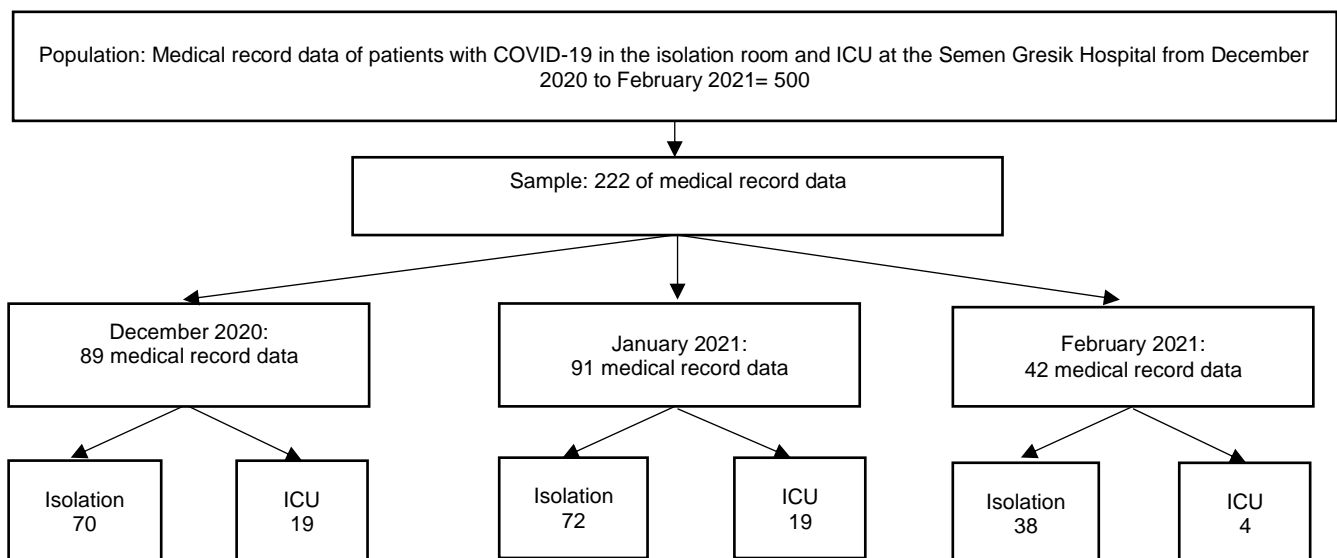 Population: Medical record data of patients with COVID-19 in the isolation room and ICU at the Semen Gresik Hospital from December
2020 to February 2021= 500
Sample: 222 of medical record data
December 2020:
89 medical record data
January 2021:
91 medical record data
February 2021:
42 medical record data
Isolation
70
ICU
19
Isolation
72
ICU
19
Isolation
38
ICU
4